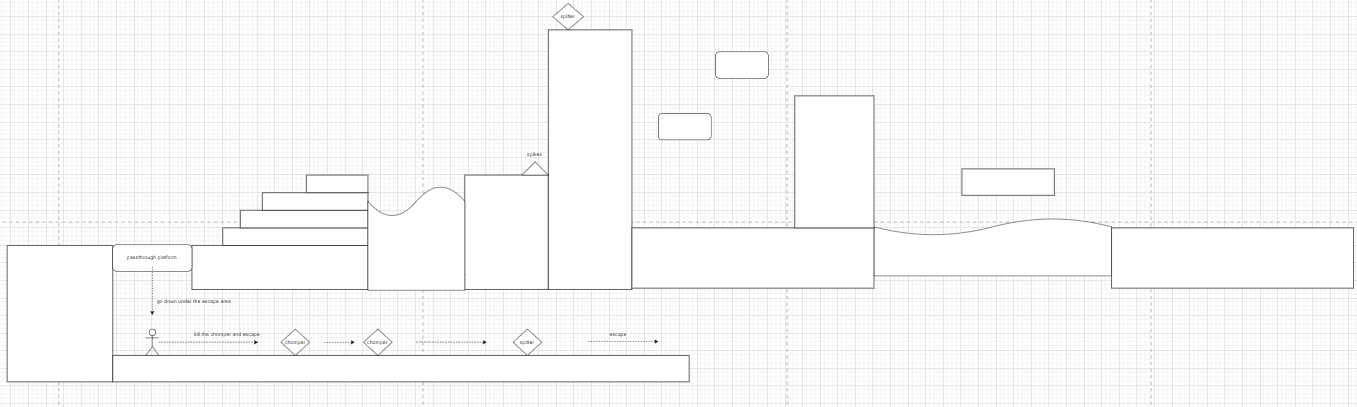 spitter
spikes
passthrough platform
go down under the escape area
kill the chomper and escape
escape
chomper
chomper
spitter